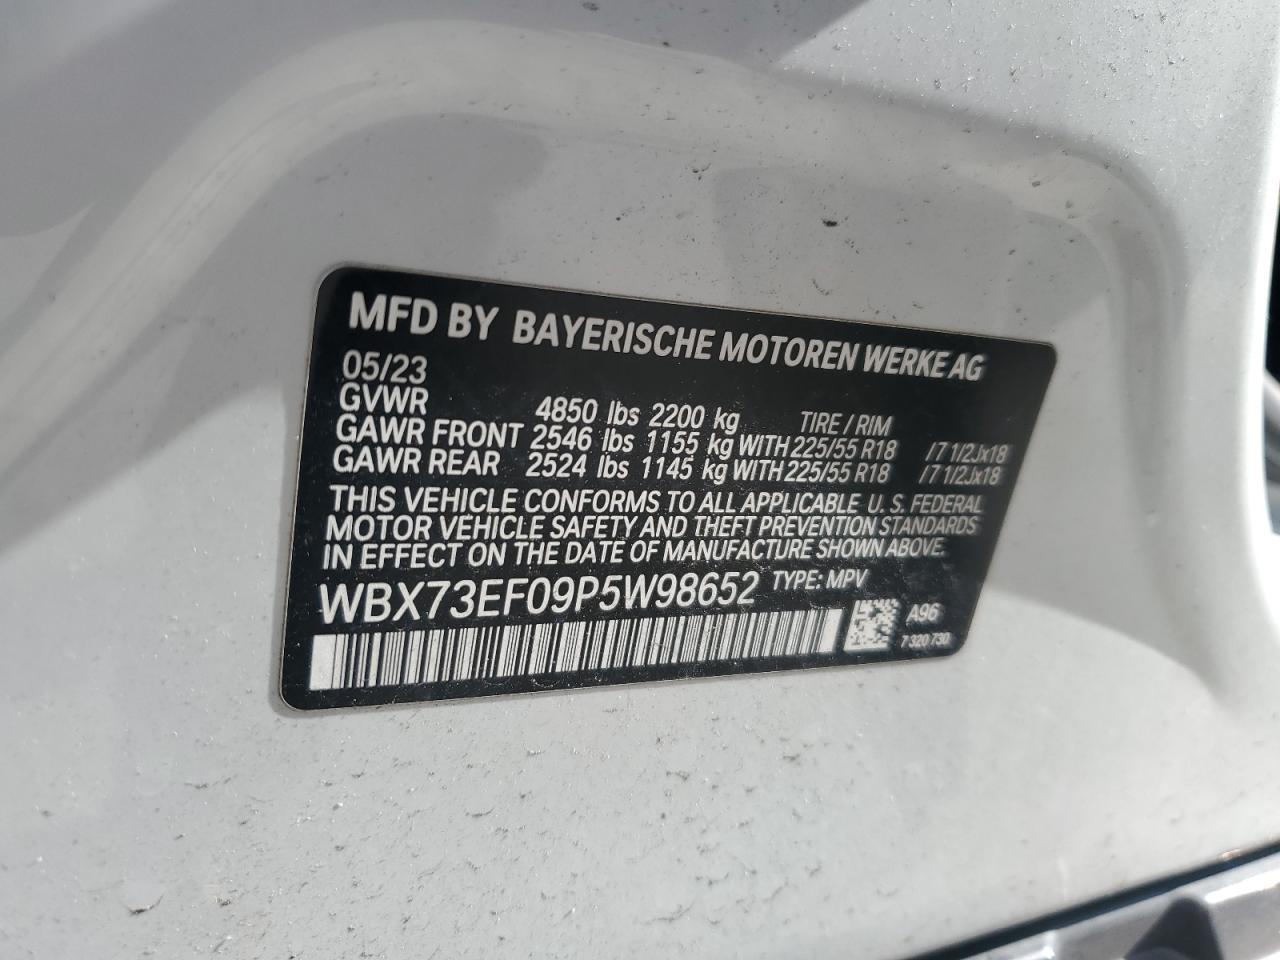 MFD BY BAYERISCHE MOTOREN WERKE AG
05/23
GVWR 4850 lbs 2200 kg TIRE / RIM
GAWR FRONT 2546 lbs 1155 kg WITH 225/55 R18 /7 1/2Jx18
GAWR REAR 2524 lbs 1145 kg WITH 225/55 R18 /7 1/2Jx18
THIS VEHICLE CONFORMS TO ALL APPLICABLE U. S. FEDERAL
MOTOR VEHICLE SAFETY AND THEFT PREVENTION STANDARDS
IN EFFECT ON THE DATE OF MANUFACTURE SHOWN ABOVE.
WBX73EF09P5W98652 TYPE: MPV
A96
7 320 730